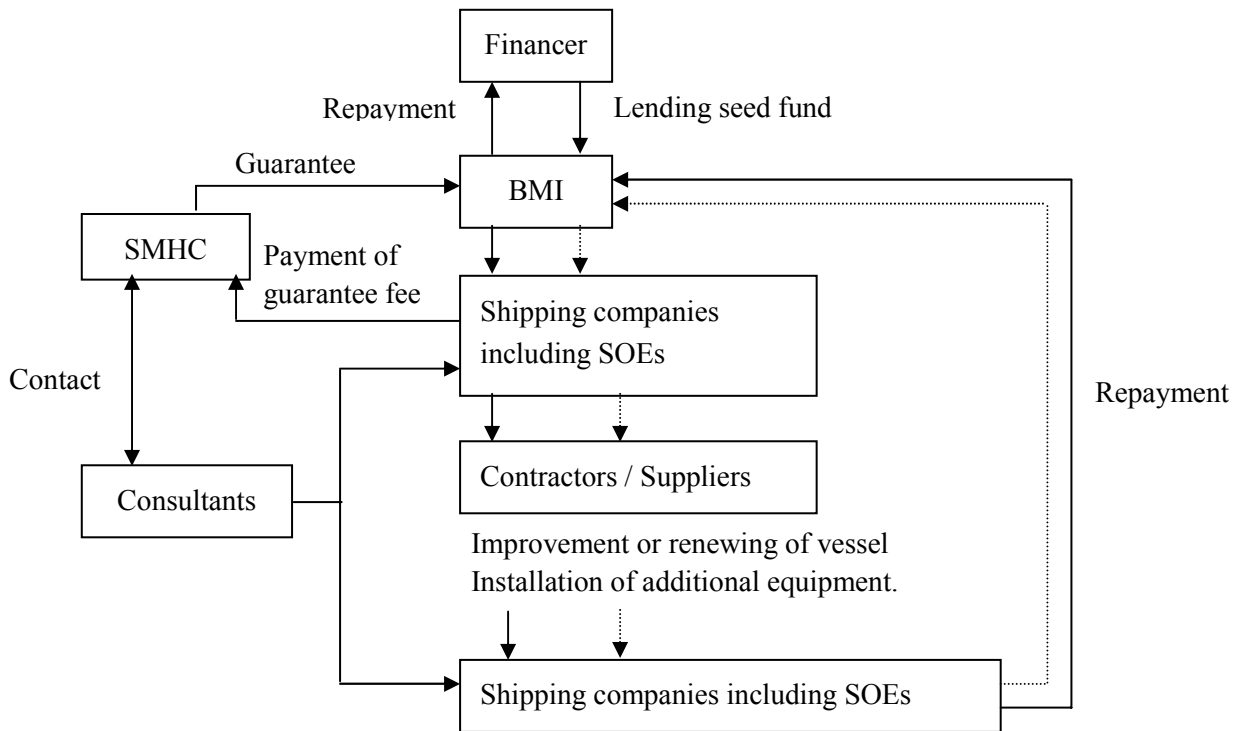 Financer
Repayment
Lending seed fund
Guarantee
BMI
SMHC
Payment of
guarantee fee
Shipping companies
including SOEs
Contact
Repayment
Consultants
Contractors / Suppliers
Improvement or renewing of vessel
Installation of additional equipment.
Shipping companies including SOEs